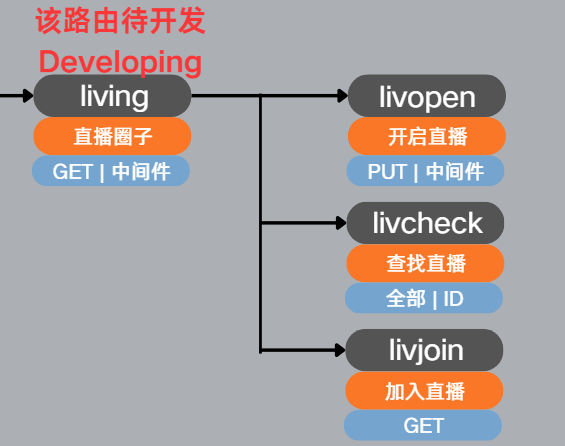 该路由待开发
Developing
living
直播圈子
GET | 中间件
livopen
开启直播
PUT | 中间件
livcheck
查找直播
全部 | ID
livjoin
加入直播
GET